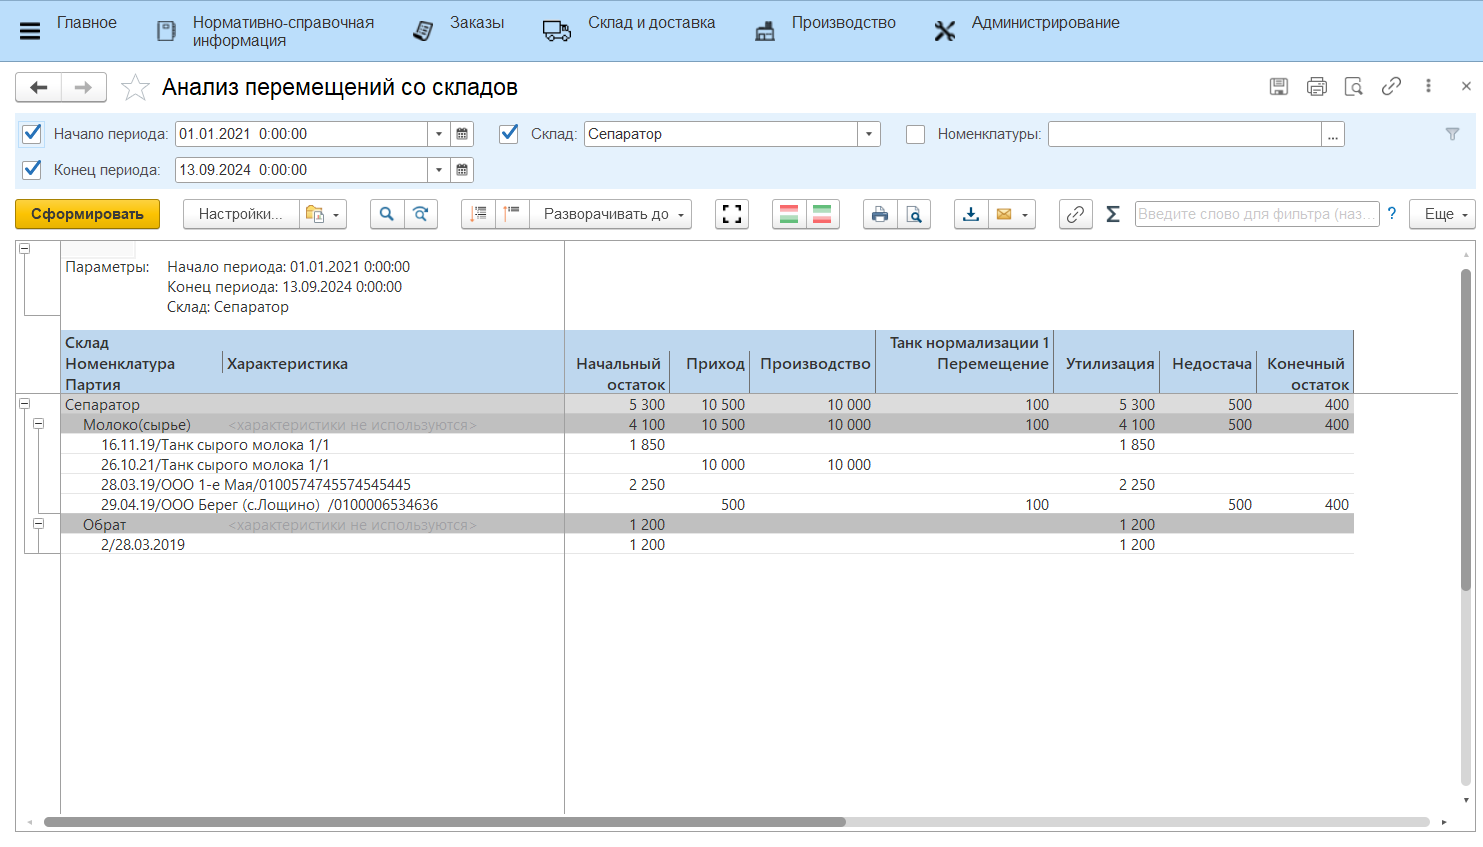 Главное
Нормативно-справочная
информация
Заказы
Склад и доставка
Производство
Администрирование
Анализ перемещений со складов
Начало периода: 01.01.2021 0:00:00
Склад: Сепаратор
Номенклатуры: ...
Конец периода: 13.09.2024 0:00:00
Сформировать
Настройки...
Разворачивать до
Σ
Введите слово для фильтра (наз...
?
Еще
Параметры: Начало периода: 01.01.2021 0:00:00
Конец периода: 13.09.2024 0:00:00
Склад: Сепаратор
Склад Танк нормализации 1
Номенклатура Характеристика Начальный Приход Производство Перемещение Утилизация Недостача Конечный
Партия остаток остаток
Сепаратор 5 300 10 500 10 000 100 5 300 500 400
Молоко(сырье) <характеристики не используются> 4 100 10 500 10 000 100 4 100 500 400
16.11.19/Танк сырого молока 1/1 1 850 1 850
26.10.21/Танк сырого молока 1/1 10 000 10 000
28.03.19/ООО 1-е Мая/0100574745574545445 2 250 2 250
29.04.19/ООО Берег (с.Лощино) /0100006534636 500 100 500 400
Обрат <характеристики не используются> 1 200 1 200
2/28.03.2019 1 200 1 200